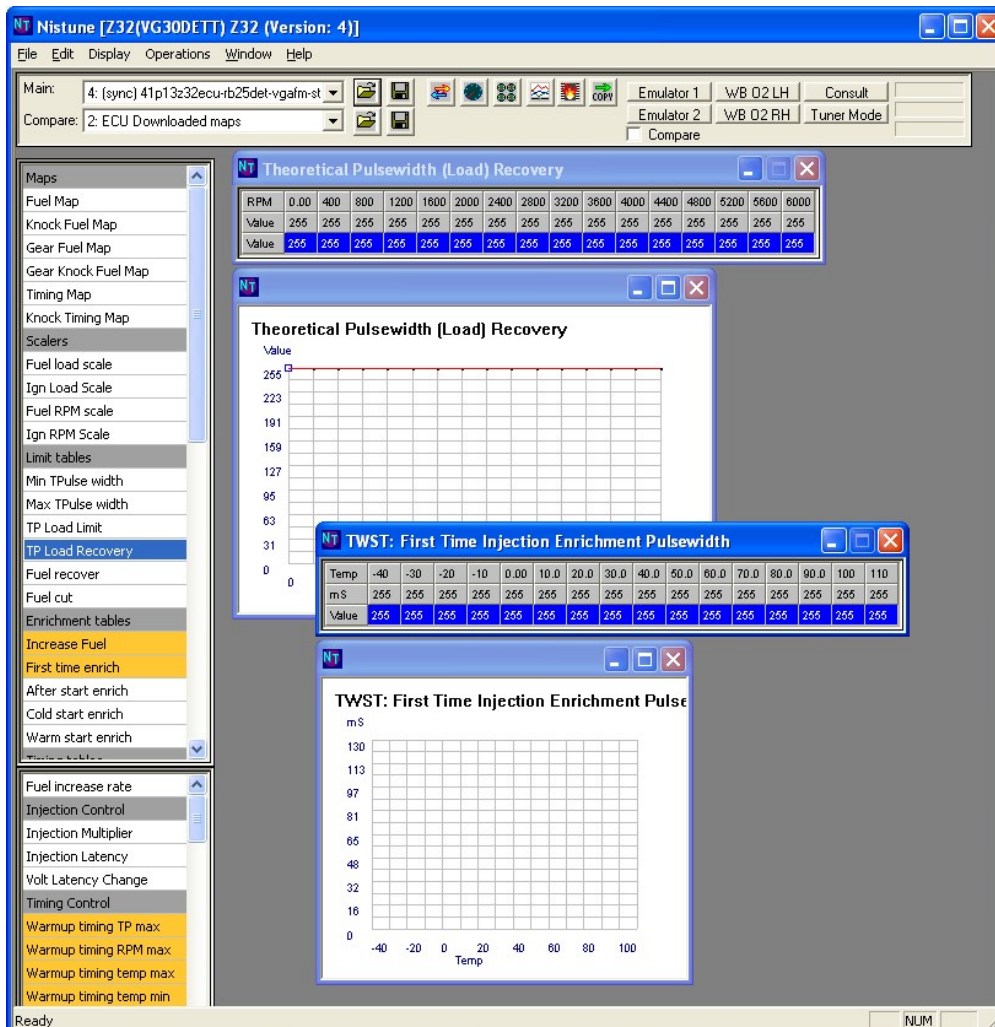 Nistune [Z32(VG30DETT) Z32 (Version: 4)]
File Edit Display Operations Window Help
Main: 4: (sync) 41p13z32ecu-rb25det-vgafm-st COPY Emulator 1 WB O2 LH Consult
Compare: 2: ECU Downloaded maps Emulator 2 WB O2 RH Tuner Mode
Compare
Maps
Fuel Map
Knock Fuel Map
Gear Fuel Map
Gear Knock Fuel Map
Timing Map
Knock Timing Map
Scalers
Fuel load scale
Ign Load Scale
Fuel RPM scale
Ign RPM Scale
Limit tables
Min TPulse width
Max TPulse width
TP Load Limit
TP Load Recovery
Fuel recover
Fuel cut
Enrichment tables
Increase Fuel
First time enrich
After start enrich
Cold start enrich
Warm start enrich
Timing tables
Fuel increase rate
Injection Control
Injection Multiplier
Injection Latency
Volt Latency Change
Timing Control
Warmup timing TP max
Warmup timing RPM max
Warmup timing temp max
Warmup timing temp min
NT Theoretical Pulsewidth (Load) Recovery
RPM 0.00 400 800 1200 1600 2000 2400 2800 3200 3600 4000 4400 4800 5200 5600 6000
Value 255 255 255 255 255 255 255 255 255 255 255 255 255 255 255 255
Value 255 255 255 255 255 255 255 255 255 255 255 255 255 255 255 255
NT
Theoretical Pulsewidth (Load) Recovery
Value
255
223
191
159
127
95
63
31
0
0
NT TWST: First Time Injection Enrichment Pulsewidth
Temp -40 -30 -20 -10 0.00 10.0 20.0 30.0 40.0 50.0 60.0 70.0 80.0 90.0 100 110
mS 255 255 255 255 255 255 255 255 255 255 255 255 255 255 255 255
Value 255 255 255 255 255 255 255 255 255 255 255 255 255 255 255 255
NT
TWST: First Time Injection Enrichment Pulse
mS
130
113
97
81
65
48
32
16
0
-40 -20 0 20 40 60 80 100
Temp
Ready NUM